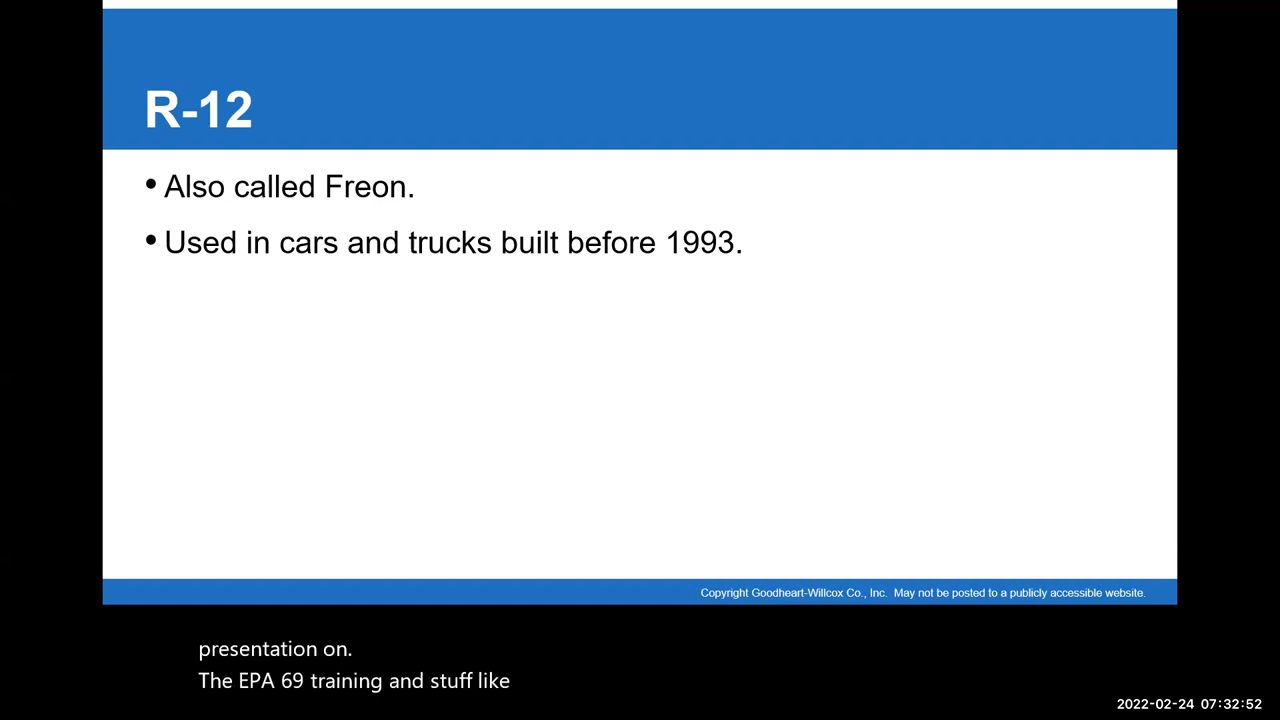 R-12
• Also called Freon.
• Used in cars and trucks built before 1993.
Copyright Goodheart-Willcox Co., Inc. May not be posted to a publicly accessible website.
presentation on.
The EPA 69 training and stuff like
2022-02-24 07:32:52